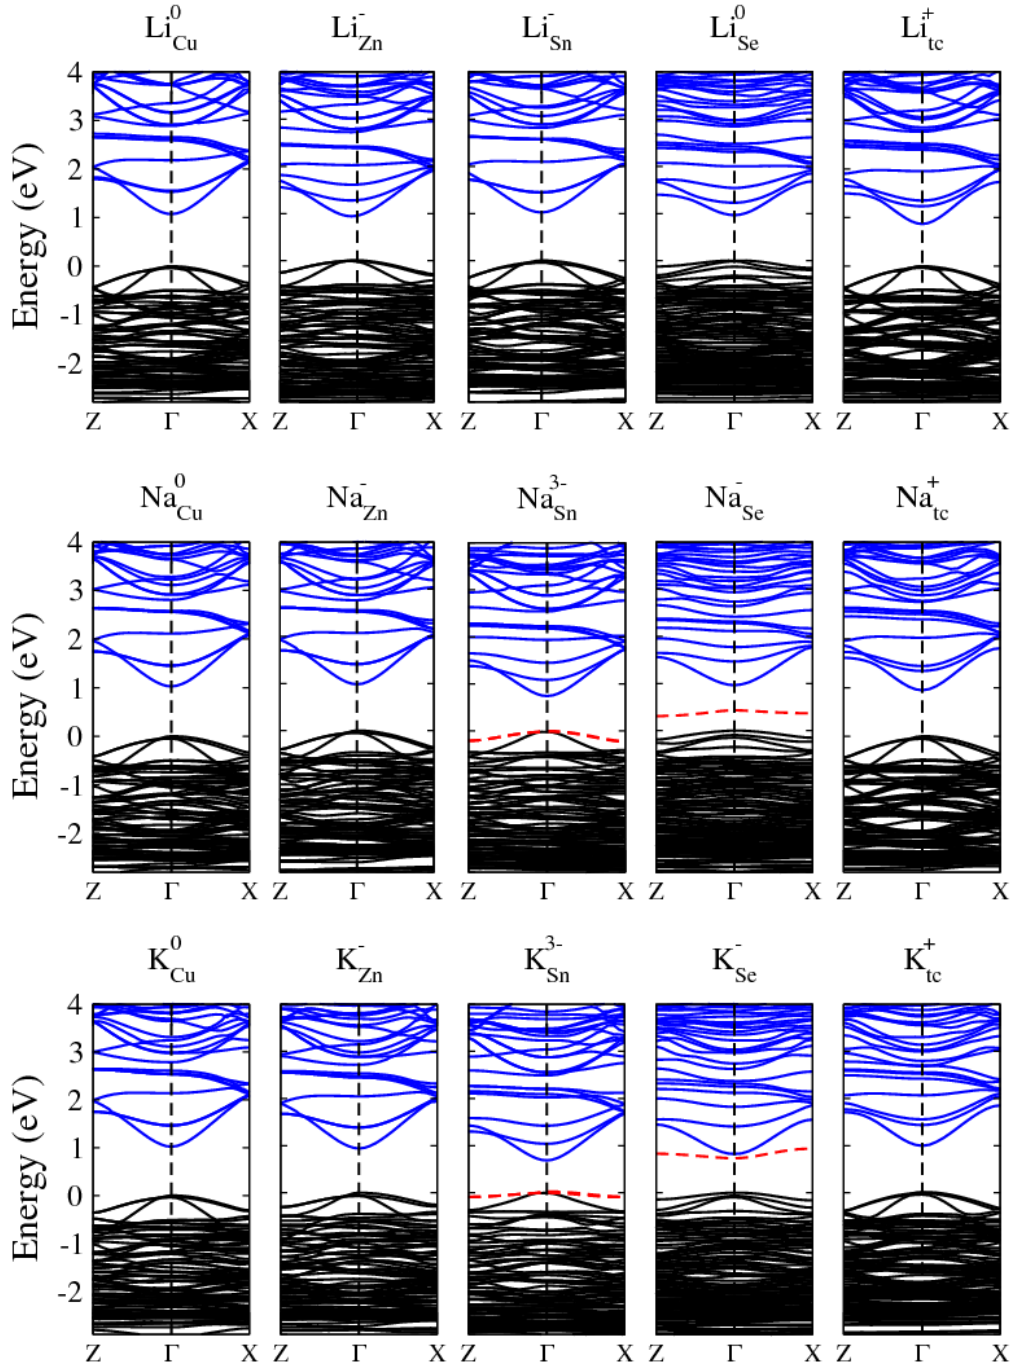 Li⁰Cu Li⁻Zn Li⁻Sn Li⁰Se Li⁺tc
4
3
2
1
0
-1
-2
Energy (eV)
Z Γ X Z Γ X Z Γ X Z Γ X Z Γ X
Na⁰Cu Na⁻Zn Na³⁻Sn Na⁻Se Na⁺tc
4
3
2
1
0
-1
-2
Energy (eV)
Z Γ X Z Γ X Z Γ X Z Γ X Z Γ X
K⁰Cu K⁻Zn K³⁻Sn K⁻Se K⁺tc
4
3
2
1
0
-1
-2
Energy (eV)
Z Γ X Z Γ X Z Γ X Z Γ X Z Γ X